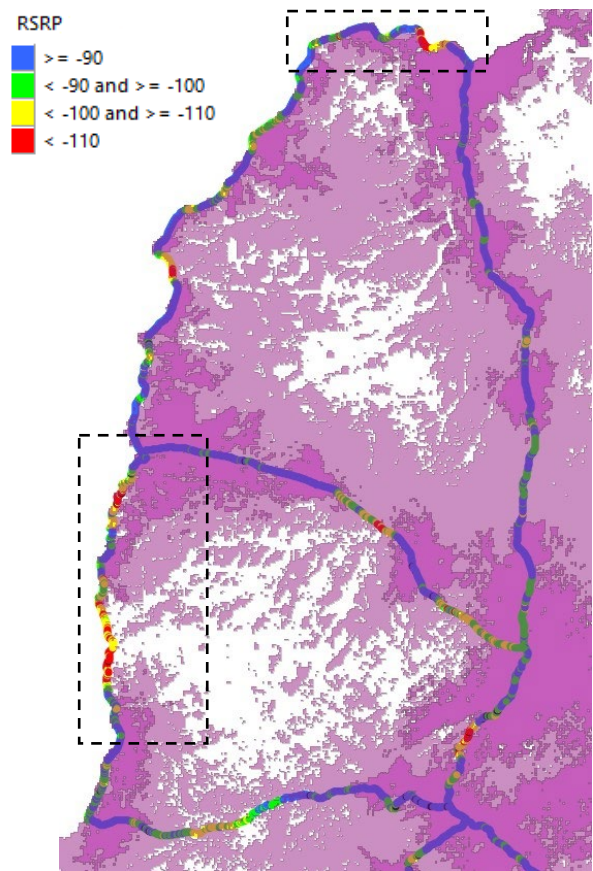 RSRP
>= -90
< -90 and >= -100
< -100 and >= -110
< -110